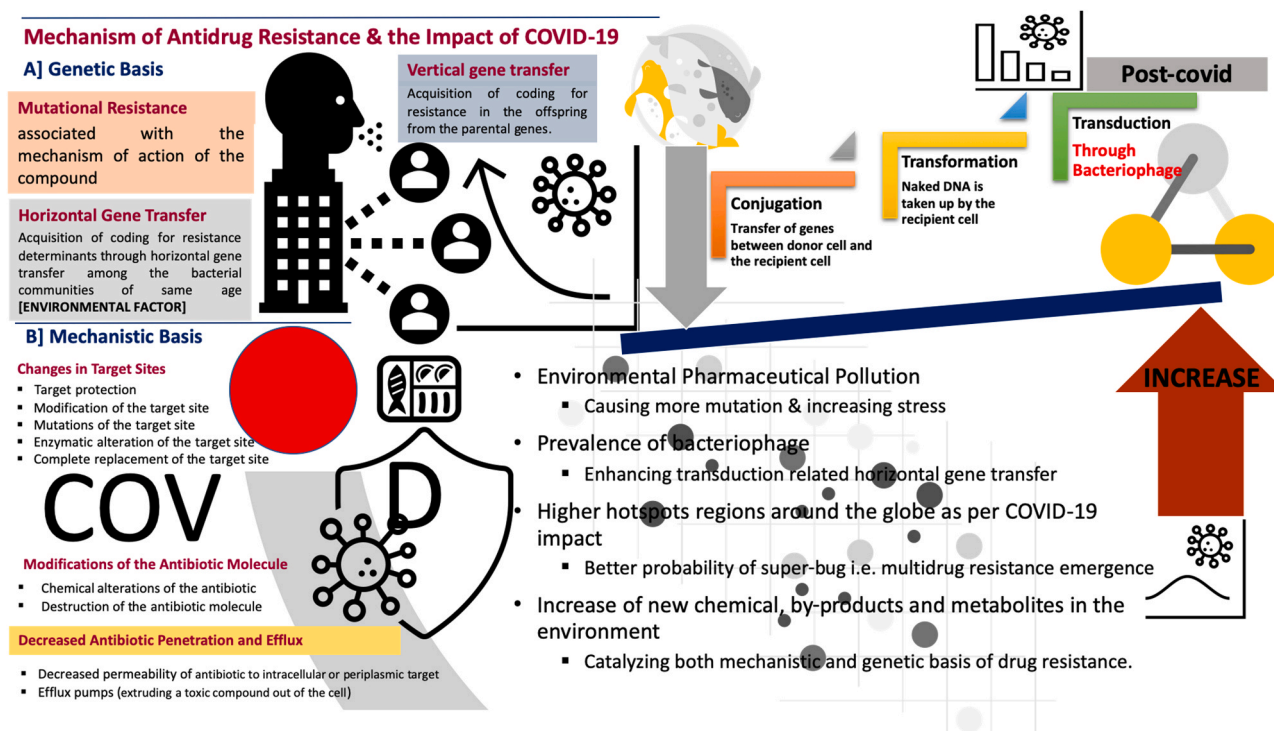 Mechanism of Antidrug Resistance & the Impact of COVID-19
A] Genetic Basis
Mutational Resistance
associated with the
mechanism of action of the
compound
Horizontal Gene Transfer
Acquisition of coding for resistance
determinants through horizontal gene
transfer among the bacterial
communities of same age
[ENVIRONMENTAL FACTOR]
Vertical gene transfer
Acquisition of coding for
resistance in the offspring
from the parental genes.
Conjugation
Transfer of genes
between donor cell and
the recipient cell
Transformation
Naked DNA is
taken up by the
recipient cell
Post-covid
Transduction
Through
Bacteriophage
B] Mechanistic Basis
Changes in Target Sites
▪ Target protection
▪ Modification of the target site
▪ Mutations of the target site
▪ Enzymatic alteration of the target site
▪ Complete replacement of the target site
COV
D
Modifications of the Antibiotic Molecule
▪ Chemical alterations of the antibiotic
▪ Destruction of the antibiotic molecule
Decreased Antibiotic Penetration and Efflux
▪ Decreased permeability of antibiotic to intracellular or periplasmic target
▪ Efflux pumps (extruding a toxic compound out of the cell)
• Environmental Pharmaceutical Pollution
▪ Causing more mutation & increasing stress
• Prevalence of bacteriophage
▪ Enhancing transduction related horizontal gene transfer
• Higher hotspots regions around the globe as per COVID-19
impact
▪ Better probability of super-bug i.e. multidrug resistance emergence
• Increase of new chemical, by-products and metabolites in the
environment
▪ Catalyzing both mechanistic and genetic basis of drug resistance.
INCREASE